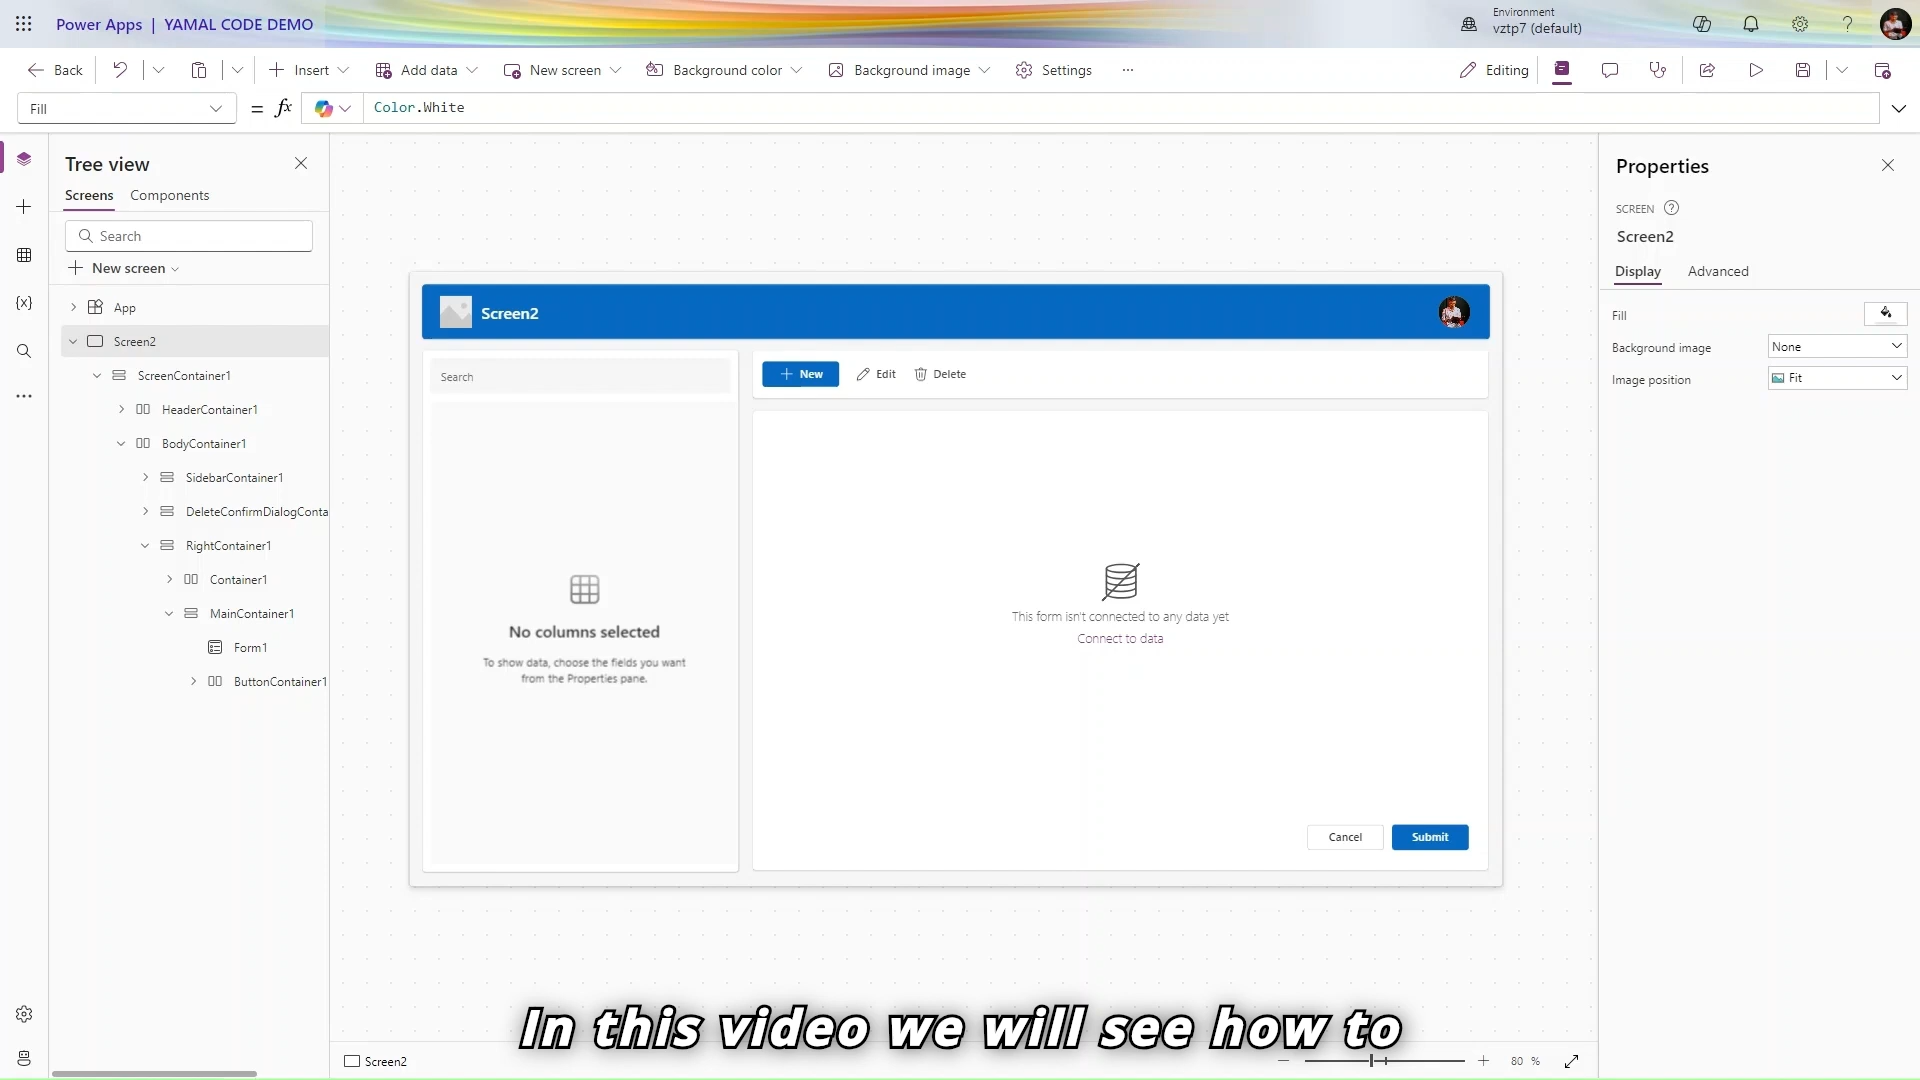 Power Apps | YAMAL CODE DEMO
Environment
vztp7 (default)
?
Back
Insert
Add data
New screen
Background color
Background image
Settings
...
Editing
Fill
= fx
Color.White
Tree view
Screens
Components
Search
New screen
App
Screen2
ScreenContainer1
HeaderContainer1
BodyContainer1
SidebarContainer1
DeleteConfirmDialogConta
RightContainer1
Container1
MainContainer1
Form1
ButtonContainer1
{x}
Screen2
Search
New
Edit
Delete
No columns selected
To show data, choose the fields you want
from the Properties pane.
This form isn't connected to any data yet
Connect to data
Cancel
Submit
Properties
SCREEN ?
Screen2
Display
Advanced
Fill
Background image
None
Image position
Fit
In this video we will see how to
Screen2
80 %